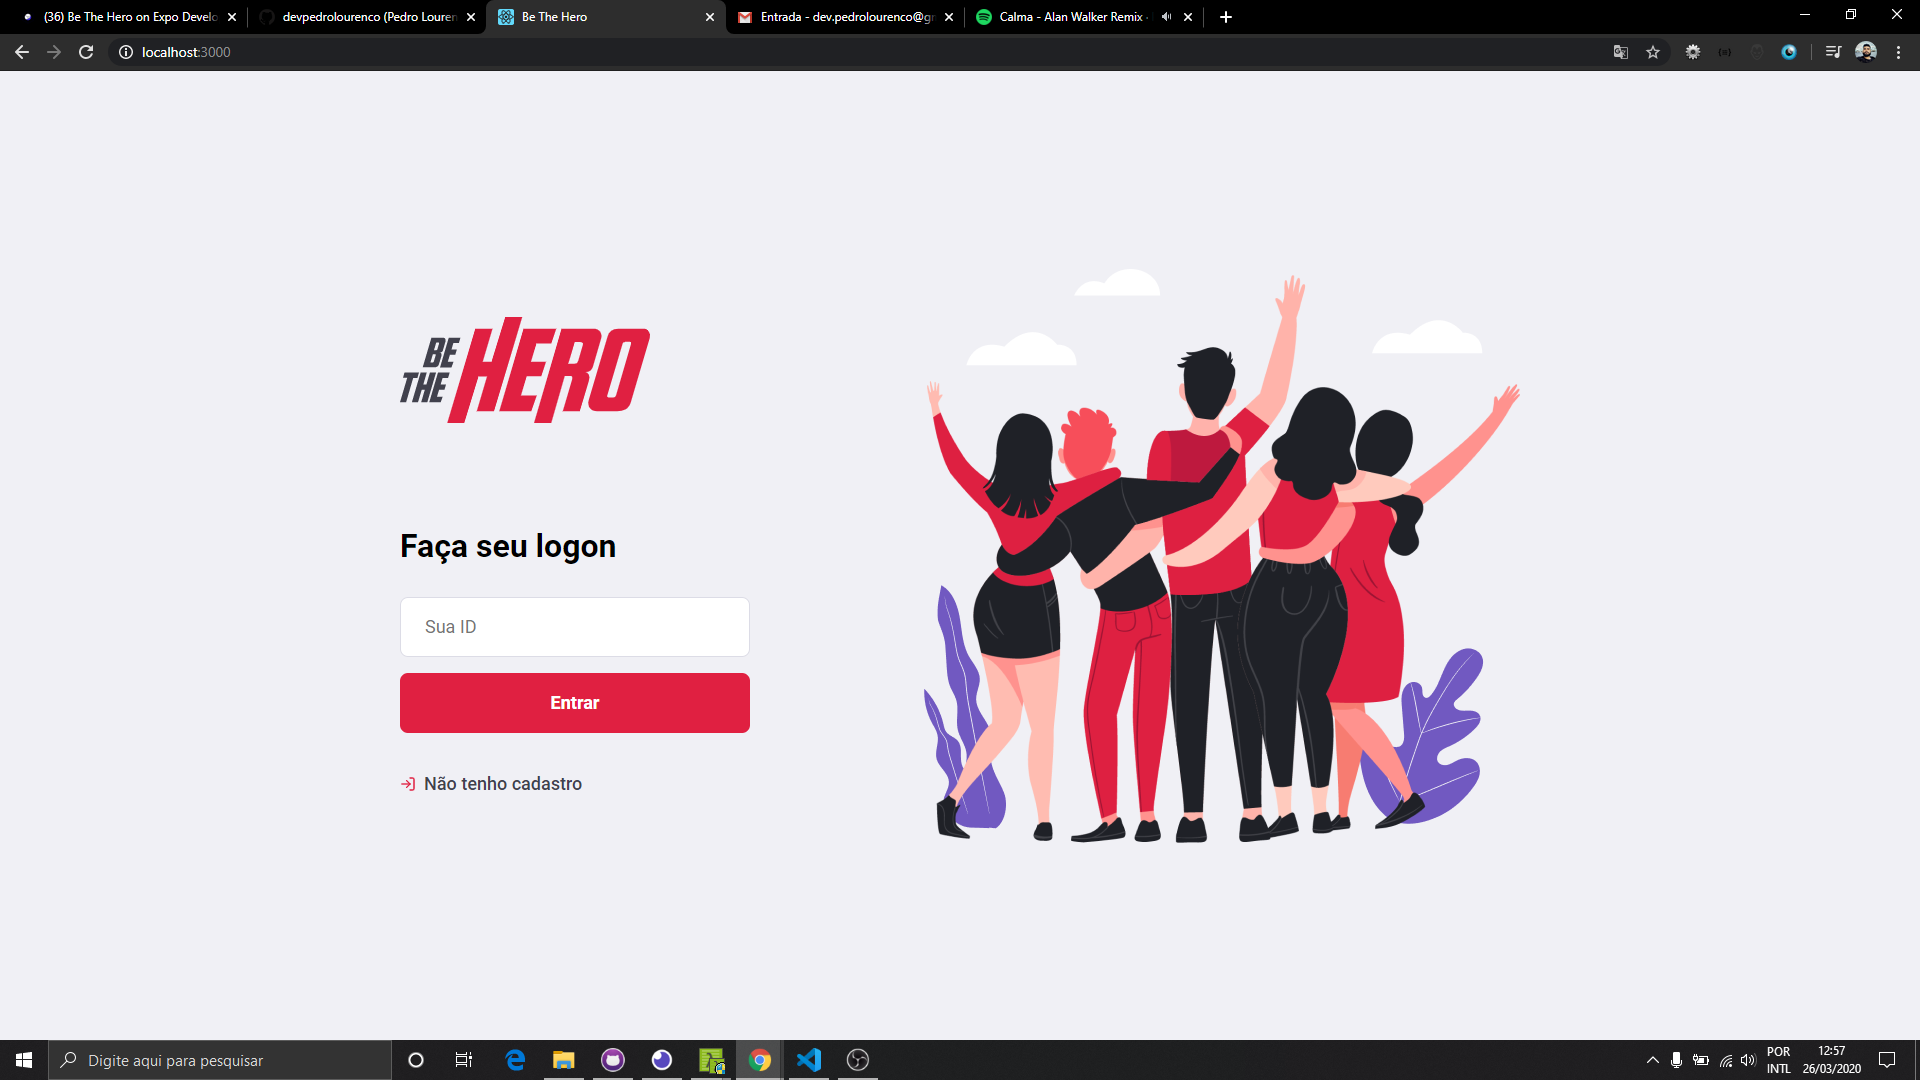 (36) Be The Hero on Expo Develo
devpedrolourenco (Pedro Louren
Be The Hero
Entrada - dev.pedrolourenco@gr
Calma - Alan Walker Remix
localhost:3000
BE
THE
HERO
Faça seu logon
Sua ID
Entrar
Não tenho cadastro
Digite aqui para pesquisar
POR
INTL
12:57
26/03/2020